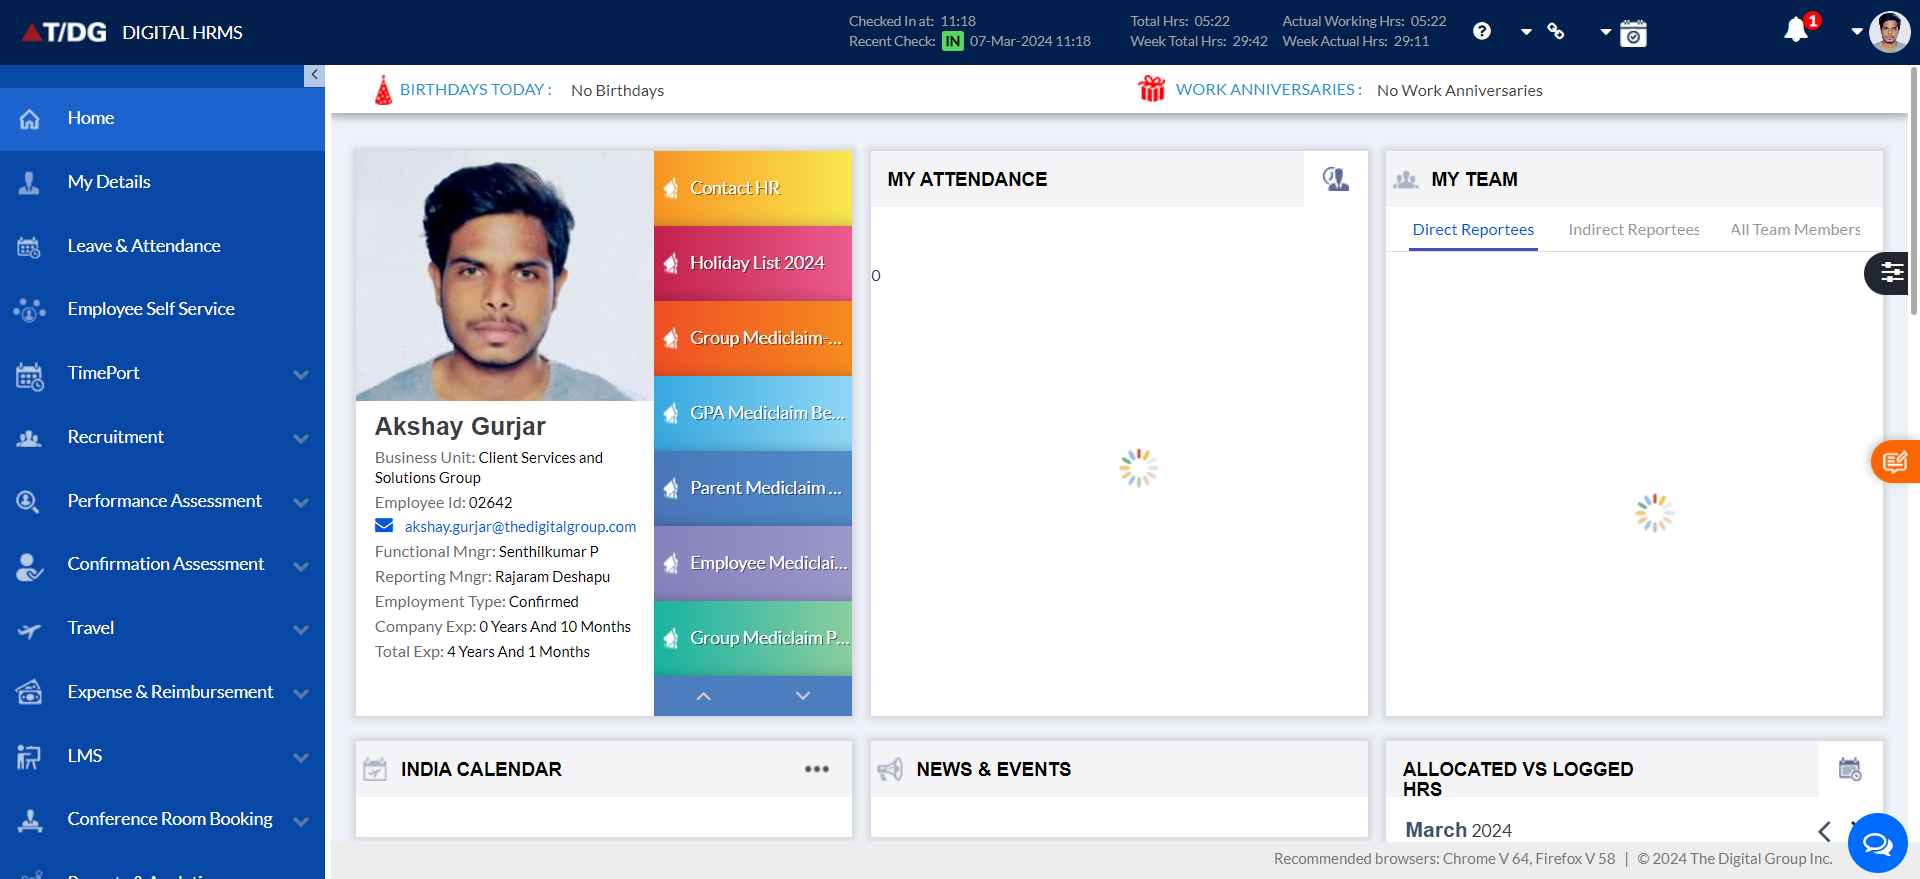 T/DG DIGITAL HRMS
Checked In at: 11:18
Recent Check: IN 07-Mar-2024 11:18
Total Hrs: 05:22
Week Total Hrs: 29:42
Actual Working Hrs: 05:22
Week Actual Hrs: 29:11
?
1
<
Home
My Details
Leave & Attendance
Employee Self Service
TimePort
Recruitment
Performance Assessment
Confirmation Assessment
Travel
Expense & Reimbursement
LMS
Conference Room Booking
BIRTHDAYS TODAY : No Birthdays
WORK ANNIVERSARIES : No Work Anniversaries
Akshay Gurjar
Business Unit: Client Services and
Solutions Group
Employee Id: 02642
akshay.gurjar@thedigitalgroup.com
Functional Mngr: Senthilkumar P
Reporting Mngr: Rajaram Deshapu
Employment Type: Confirmed
Company Exp: 0 Years And 10 Months
Total Exp: 4 Years And 1 Months
Contact HR
Holiday List 2024
Group Mediclaim-...
GPA Mediclaim Be...
Parent Mediclaim ...
Employee Mediclai...
Group Mediclaim P...
MY ATTENDANCE
0
MY TEAM
Direct Reportees
Indirect Reportees
All Team Members
INDIA CALENDAR
NEWS & EVENTS
ALLOCATED VS LOGGED
HRS
March 2024
Recommended browsers: Chrome V 64, Firefox V 58 | © 2024 The Digital Group Inc.